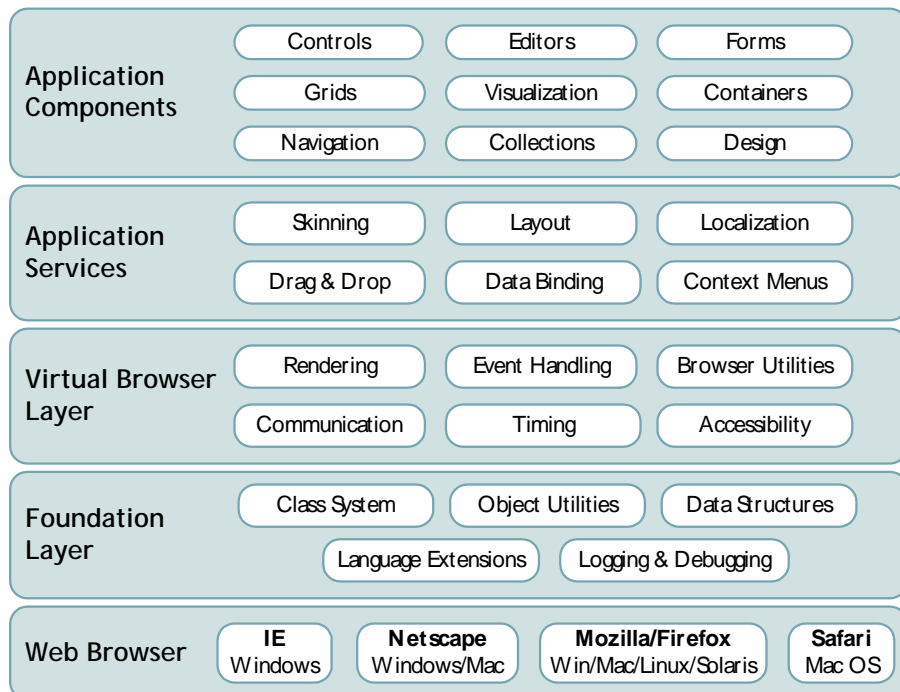 Application
Components
Controls
Editors
Forms
Grids
Visualization
Containers
Navigation
Collections
Design
Application
Services
Skinning
Layout
Localization
Drag & Drop
Data Binding
Context Menus
Virtual Browser
Layer
Rendering
Event Handling
Browser Utilities
Communication
Timing
Accessibility
Foundation
Layer
Class System
Object Utilities
Data Structures
Language Extensions
Logging & Debugging
Web Browser
IE
Windows
Netscape
Windows/Mac
Mozilla/Firefox
Win/Mac/Linux/Solaris
Safari
Mac OS